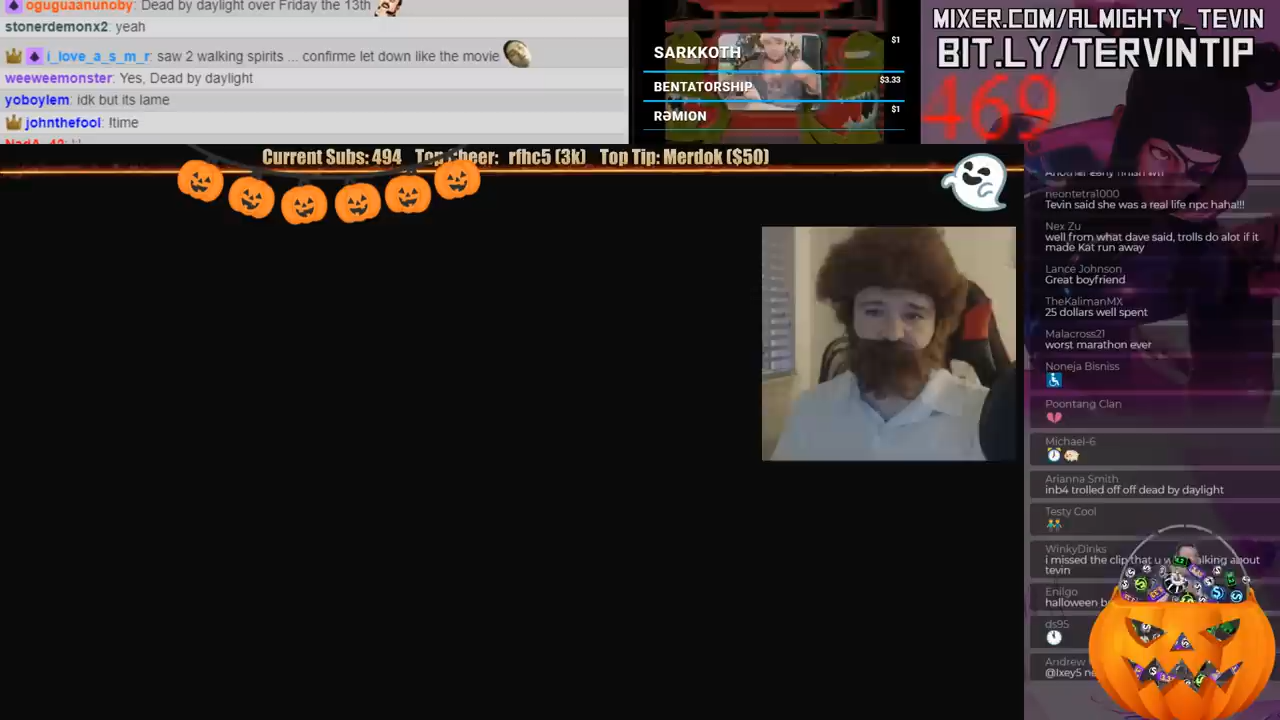 oguguaanunoby: Dead by daylight over Friday the 13th
stonerdemonx2: yeah
i_love_a_s_m_r: saw 2 walking spirits ... confirme let down like the movie
weeweemonster: Yes, Dead by daylight
yoboylem: idk but its lame
johnthefool: !time
SARKKOTH $1
BENTATORSHIP $3.33
RƏMION $1
MIXER.COM/ALMIGHTY_TEVIN
BIT.LY/TERVINTIP
469
Current Subs: 494 Top Cheer: rfhc5 (3k) Top Tip: Merdok ($50)
neontetra1000
Tevin said she was a real life npc haha!!!
Nex Zu
well from what dave said, trolls do alot if it
made Kat run away
Lance Johnson
Great boyfriend
TheKalimanMX
25 dollars well spent
Malacross21
worst marathon ever
Noneja Bisniss
Poontang Clan
Michael-6
Arianna Smith
inb4 trolled off off dead by daylight
Testy Cool
WinkyDinks
i missed the clip that u talking about
tevin
Enilgo
halloween
ds95
Andrew
@lxey5